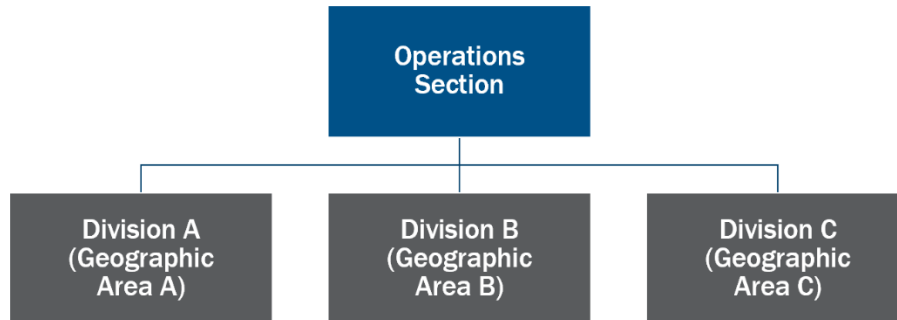 Operations
Section
Division A
(Geographic
Area A)
Division B
(Geographic
Area B)
Division C
(Geographic
Area C)